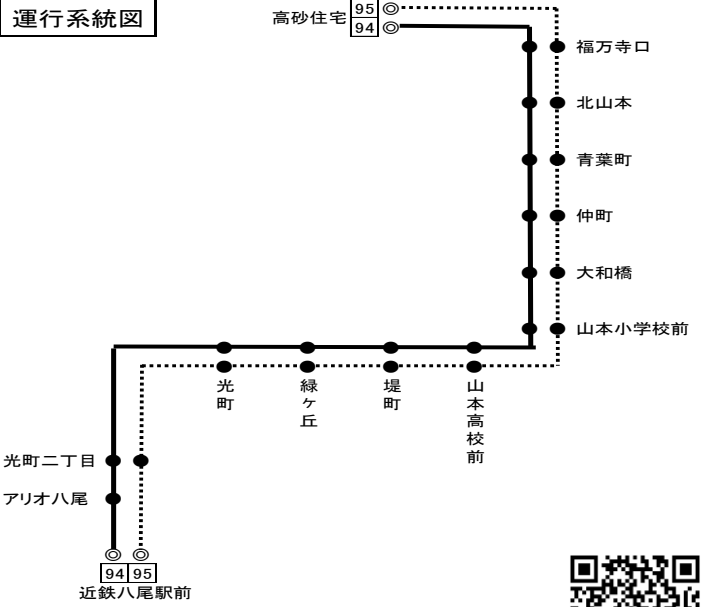 運行系統図
高砂住宅
95
94
福万寺口
北山本
青葉町
仲町
大和橋
山本小学校前
光町
緑ケ丘
堤町
山本高校前
光町二丁目
アリオ八尾
94 95
近鉄八尾駅前